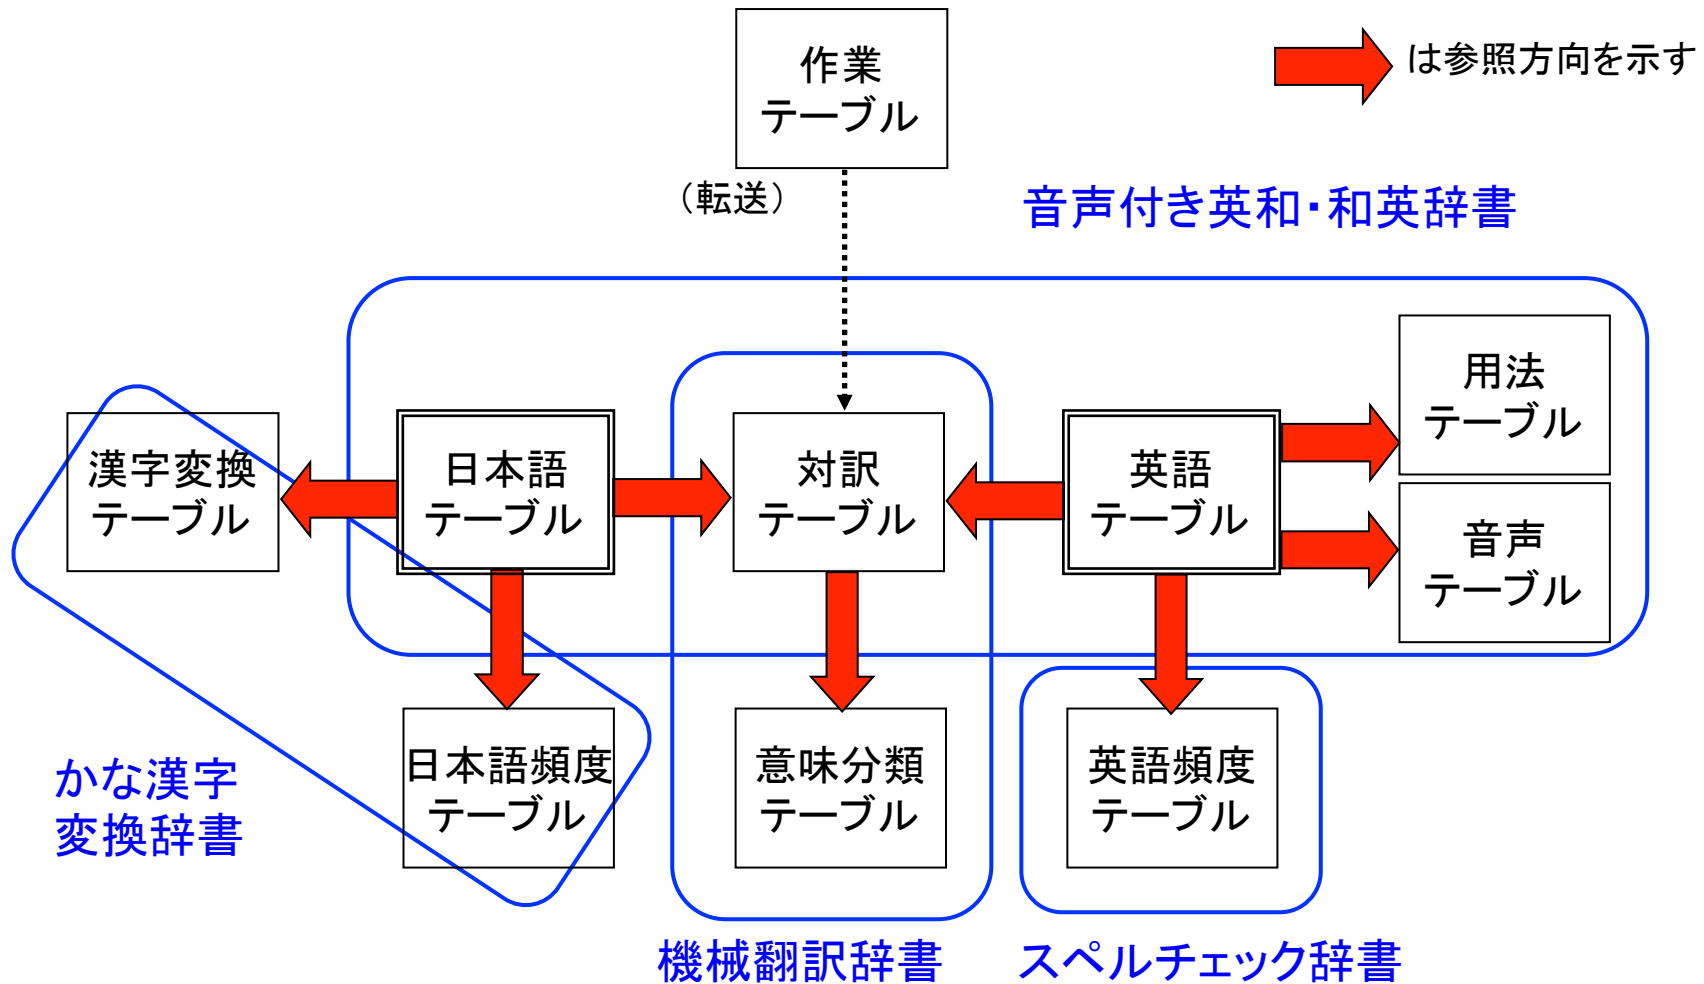 作業
テーブル
は参照方向を示す
（転送）
音声付き英和・和英辞書
漢字変換
テーブル
日本語
テーブル
対訳
テーブル
英語
テーブル
用法
テーブル
音声
テーブル
日本語頻度
テーブル
意味分類
テーブル
英語頻度
テーブル
かな漢字
変換辞書
機械翻訳辞書
スペルチェック辞書